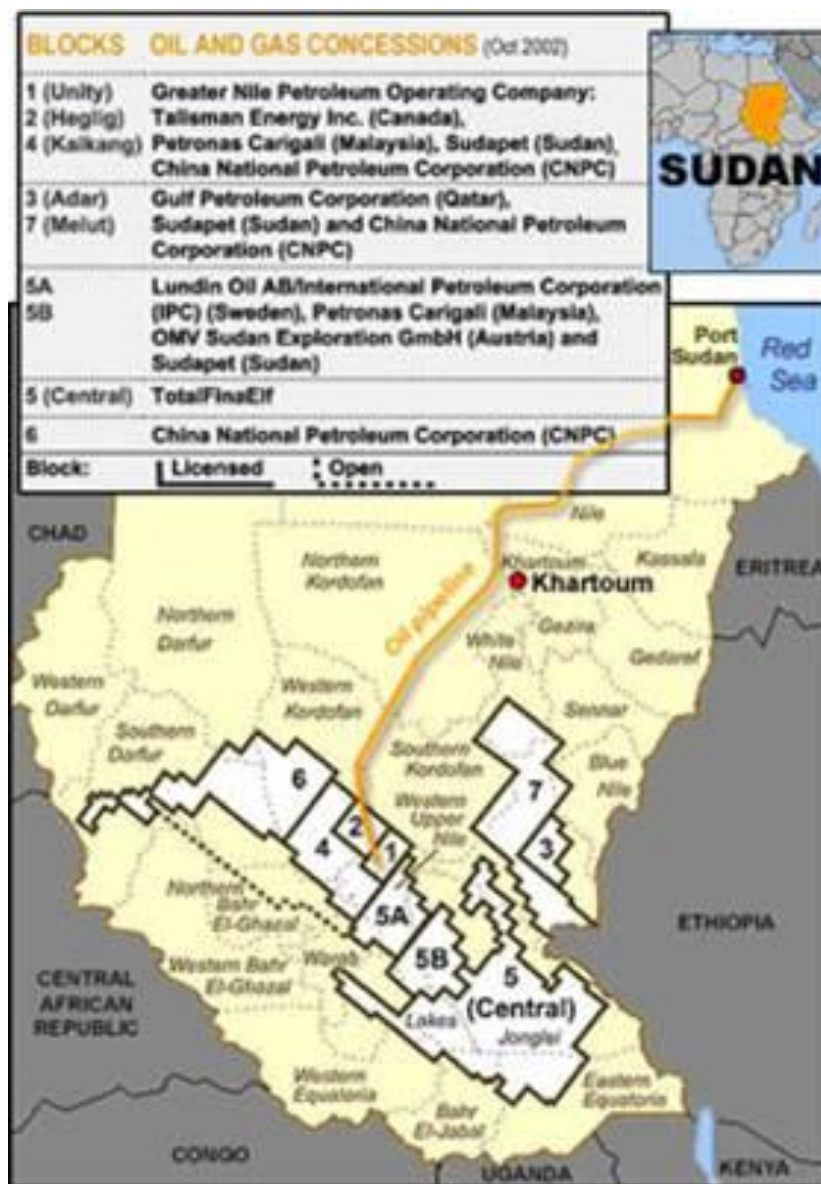 BLOCKS OIL AND GAS CONCESSIONS (Oct 2002)
1 (Unity) Greater Nile Petroleum Operating Company:
2 (Heglig) Talisman Energy Inc. (Canada),
4 (Kaikang) Petronas Carigali (Malaysia), Sudapet (Sudan),
China National Petroleum Corporation (CNPC)
3 (Adar) Gulf Petroleum Corporation (Qatar),
7 (Melut) Sudapet (Sudan) and China National Petroleum
Corporation (CNPC)
5A Lundin Oil AB/International Petroleum Corporation
5B (IPC) (Sweden), Petronas Carigali (Malaysia),
OMV Sudan Exploration GmbH (Austria) and
Sudapet (Sudan)
5 (Central) TotalFinaElf
6 China National Petroleum Corporation (CNPC)
Block: Licensed Open
SUDAN
Port
Sudan
Red
Sea
CHAD
Nile
Northern
Kordofan
Khartoum
Kassala
ERITREA
Khartoum
Oil pipeline
Northern
Darfur
Gezira
White
Nile
Gedaref
Western
Darfur
Western
Kordofan
Sennar
Southern
Darfur
Southern
Kordofan
Blue
Nile
6
7
Western
Upper
Nile
2
4
1
3
Northern
Bahr
El-Ghazal
5A
ETHIOPIA
Western Bahr
El-Ghazal
Warab
5B
5
(Central)
CENTRAL
AFRICAN
REPUBLIC
Lakes
Jonglei
Western
Equatoria
Eastern
Equatoria
Bahr
El-Jabal
CONGO
UGANDA
KENYA